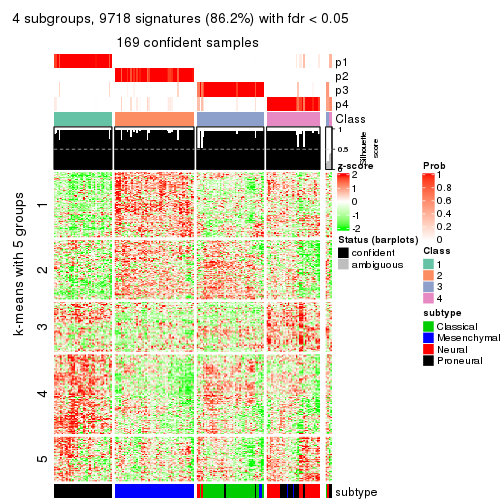 4 subgroups, 9718 signatures (86.2%) with fdr < 0.05
169 confident samples
p1
p2
p3
p4
Class
1
0.5
0
Silhouette
score
k-means with 5 groups
1
2
3
4
5
subtype
z-score
2
1
0
-1
-2
Status (barplots)
confident
ambiguous
Prob
1
0.8
0.6
0.4
0.2
0
Class
1
2
3
4
subtype
Classical
Mesenchymal
Neural
Proneural